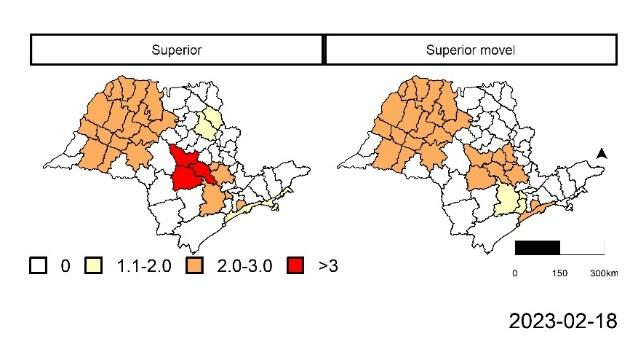 Superior
Superior movel
0
1.1-2.0
2.0-3.0
>3
0 150 300km
2023-02-18